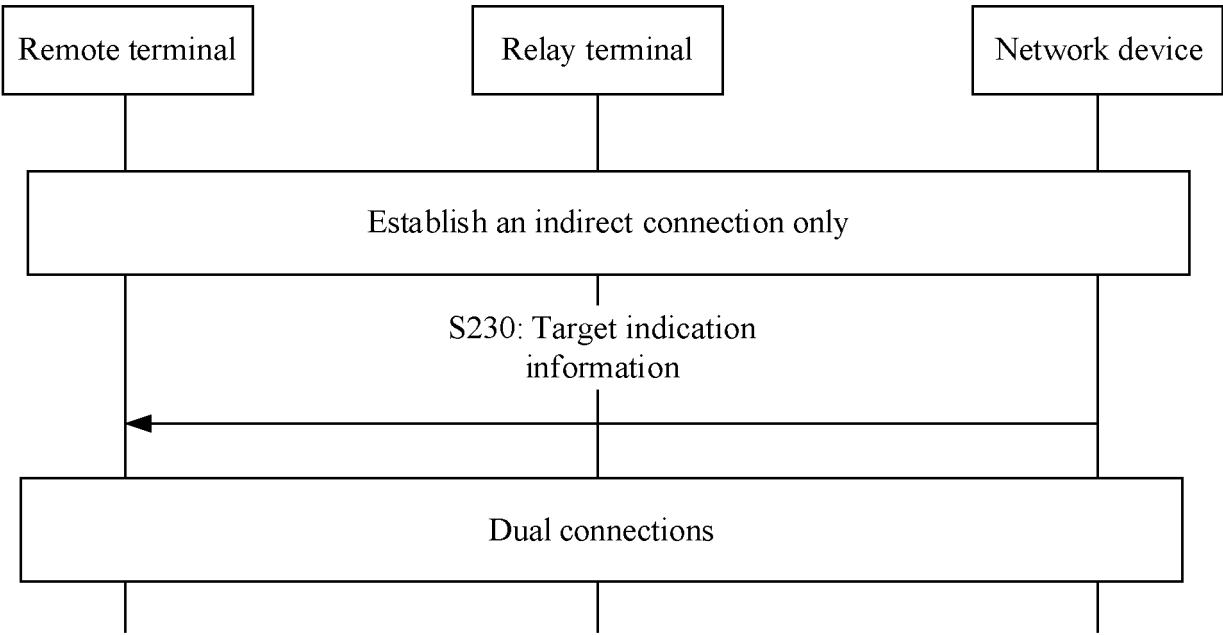 Remote terminal
Relay terminal
Network device
Establish an indirect connection only
S230: Target indication
information
Dual connections